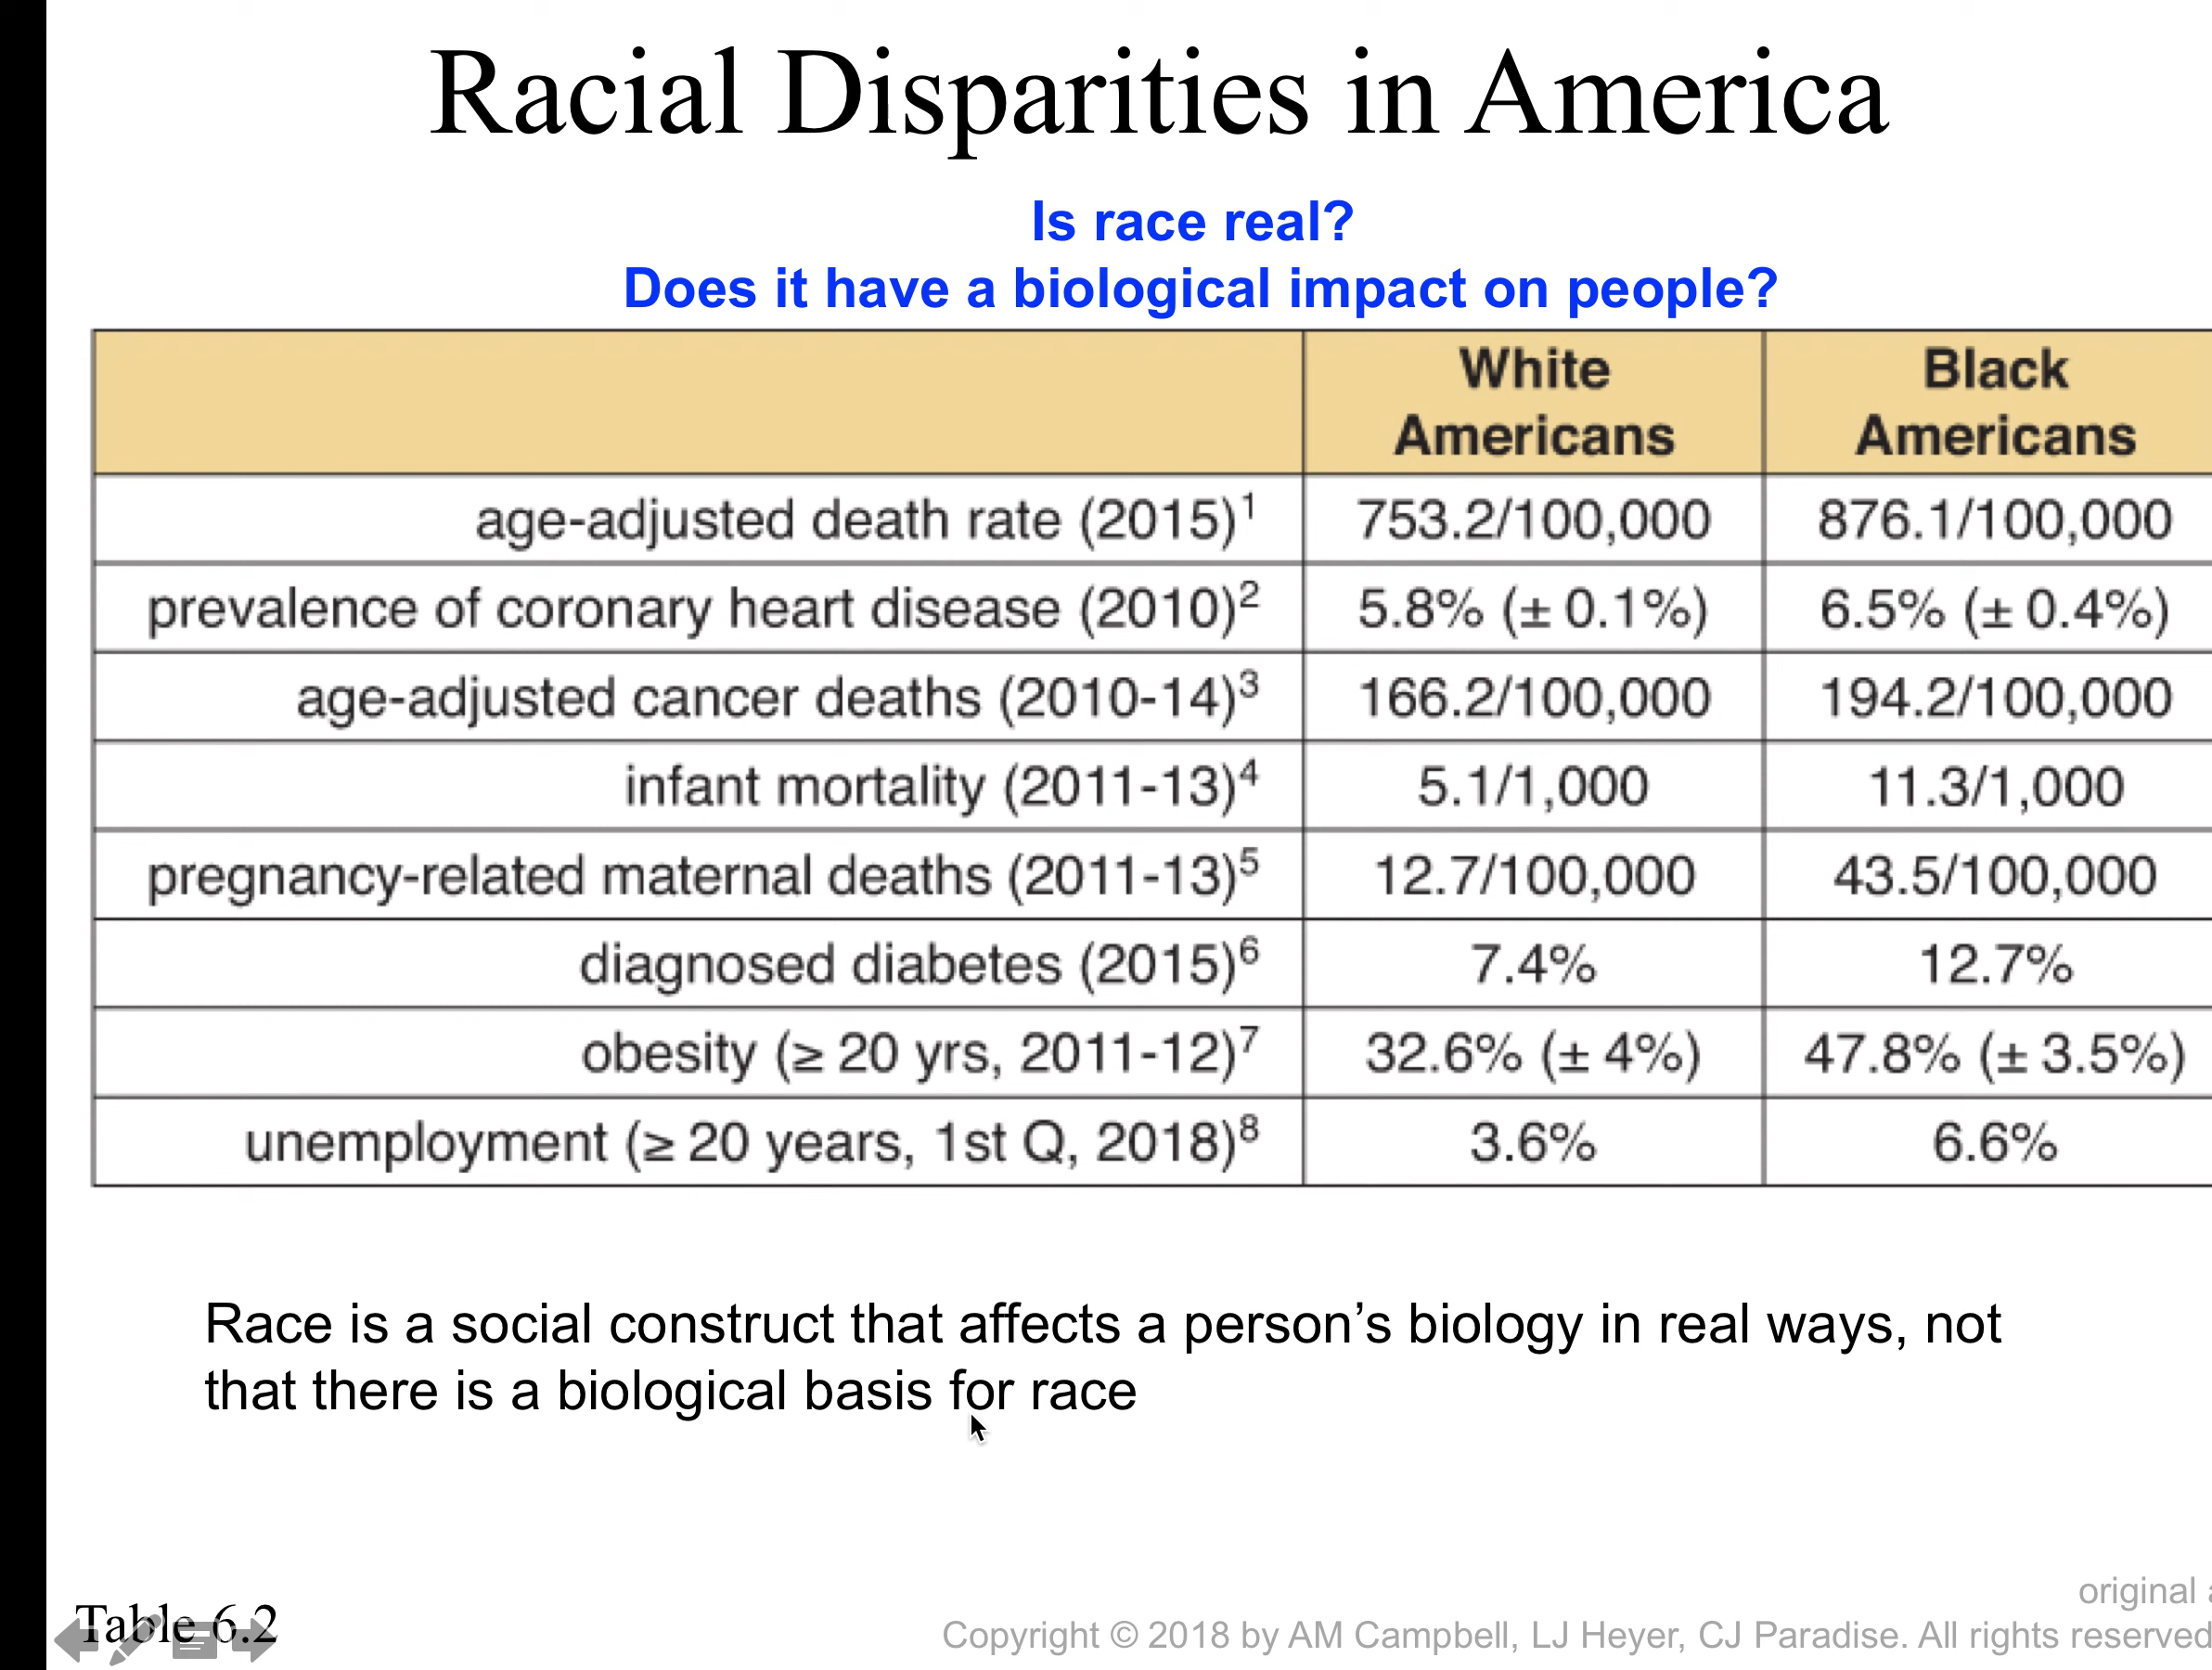 Racial Disparities in America
Is race real?
Does it have a biological impact on people?
White Americans
Black Americans
age-adjusted death rate (2015)¹ 753.2/100,000 876.1/100,000
prevalence of coronary heart disease (2010)² 5.8% (± 0.1%) 6.5% (± 0.4%)
age-adjusted cancer deaths (2010-14)³ 166.2/100,000 194.2/100,000
infant mortality (2011-13)⁴ 5.1/1,000 11.3/1,000
pregnancy-related maternal deaths (2011-13)⁵ 12.7/100,000 43.5/100,000
diagnosed diabetes (2015)⁶ 7.4% 12.7%
obesity (≥ 20 yrs, 2011-12)⁷ 32.6% (± 4%) 47.8% (± 3.5%)
unemployment (≥ 20 years, 1st Q, 2018)⁸ 3.6% 6.6%
Race is a social construct that affects a person’s biology in real ways, not
that there is a biological basis for race
Table 6.2
original
Copyright © 2018 by AM Campbell, LJ Heyer, CJ Paradise. All rights reserved